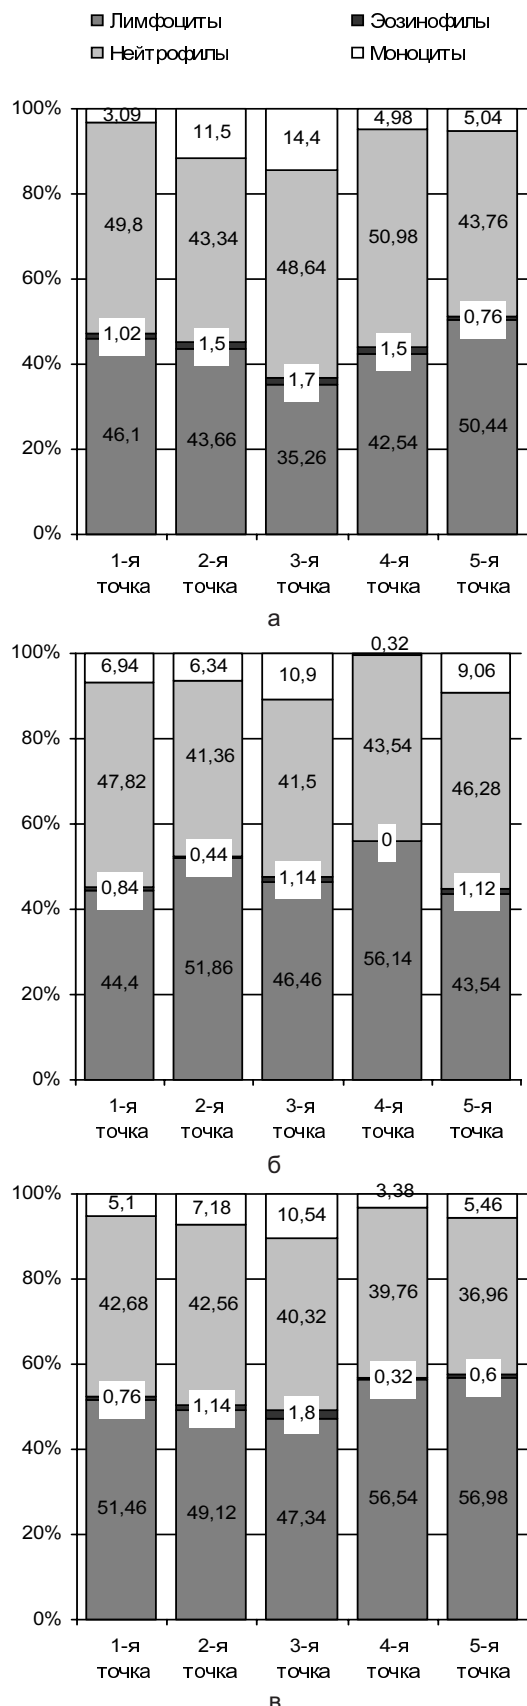 Лимфоциты Эозинофилы
Нейтрофилы Моноциты
100%
80%
60%
40%
20%
0%
3,09 11,5 14,4 4,98 5,04
49,8 43,34 48,64 50,98 43,76
1,02 1,5 1,7 1,5 0,76
46,1 43,66 35,26 42,54 50,44
1-я 2-я 3-я 4-я 5-я
точка точка точка точка точка
а
100%
80%
60%
40%
20%
0%
6,94 6,34 10,9 0,32 9,06
47,82 41,36 41,5 43,54 46,28
0,84 0,44 1,14 0 1,12
44,4 51,86 46,46 56,14 43,54
1-я 2-я 3-я 4-я 5-я
точка точка точка точка точка
б
100%
80%
60%
40%
20%
0%
5,1 7,18 10,54 3,38 5,46
42,68 42,56 40,32 39,76 36,96
0,76 1,14 1,8 0,32 0,6
51,46 49,12 47,34 56,54 56,98
1-я 2-я 3-я 4-я 5-я
точка точка точка точка точка
в